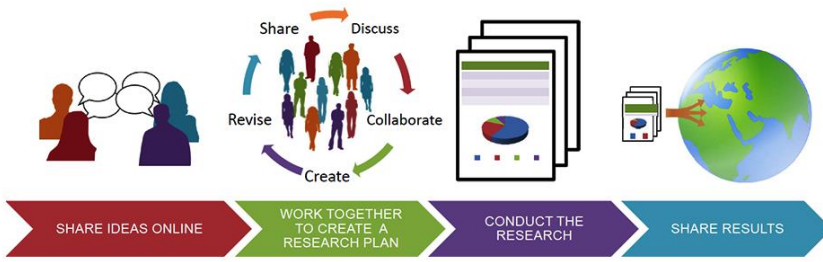 Share
Discuss
Revise
Collaborate
Create
SHARE IDEAS ONLINE
WORK TOGETHER
TO CREATE A
RESEARCH PLAN
CONDUCT THE
RESEARCH
SHARE RESULTS